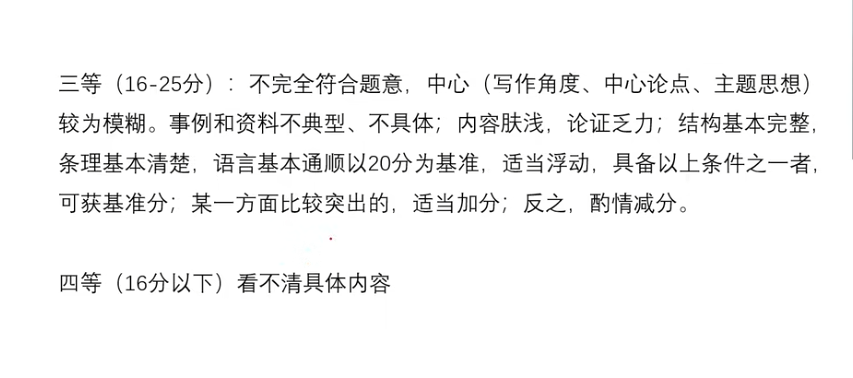 三等（16-25分）：不完全符合题意，中心（写作角度、中心论点、主题思想）
较为模糊。事例和资料不典型、不具体；内容肤浅，论证乏力；结构基本完整，
条理基本清楚，语言基本通顺以20分为基准，适当浮动，具备以上条件之一者，
可获基准分；某一方面比较突出的，适当加分；反之，酌情减分。
四等（16分以下）看不清具体内容